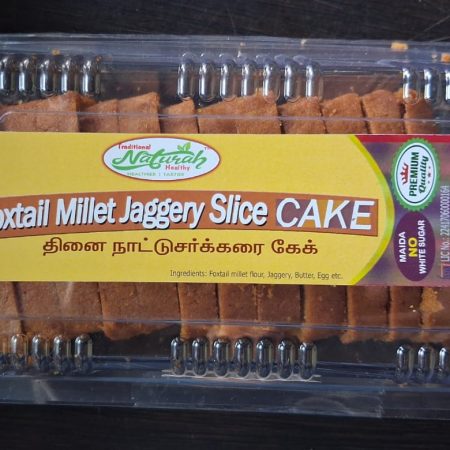 Traditional
Naturah
Healthy
HEALTHIER | TASTIER
oxtail Millet Jaggery Slice CAKE
தினை நாட்டுசர்க்கரை கேக்
Ingredients: Foxtail millet flour, Jaggery, Butter, Egg etc.
PREMIUM
Quality
MAIDA
NO
WHITE SUGAR